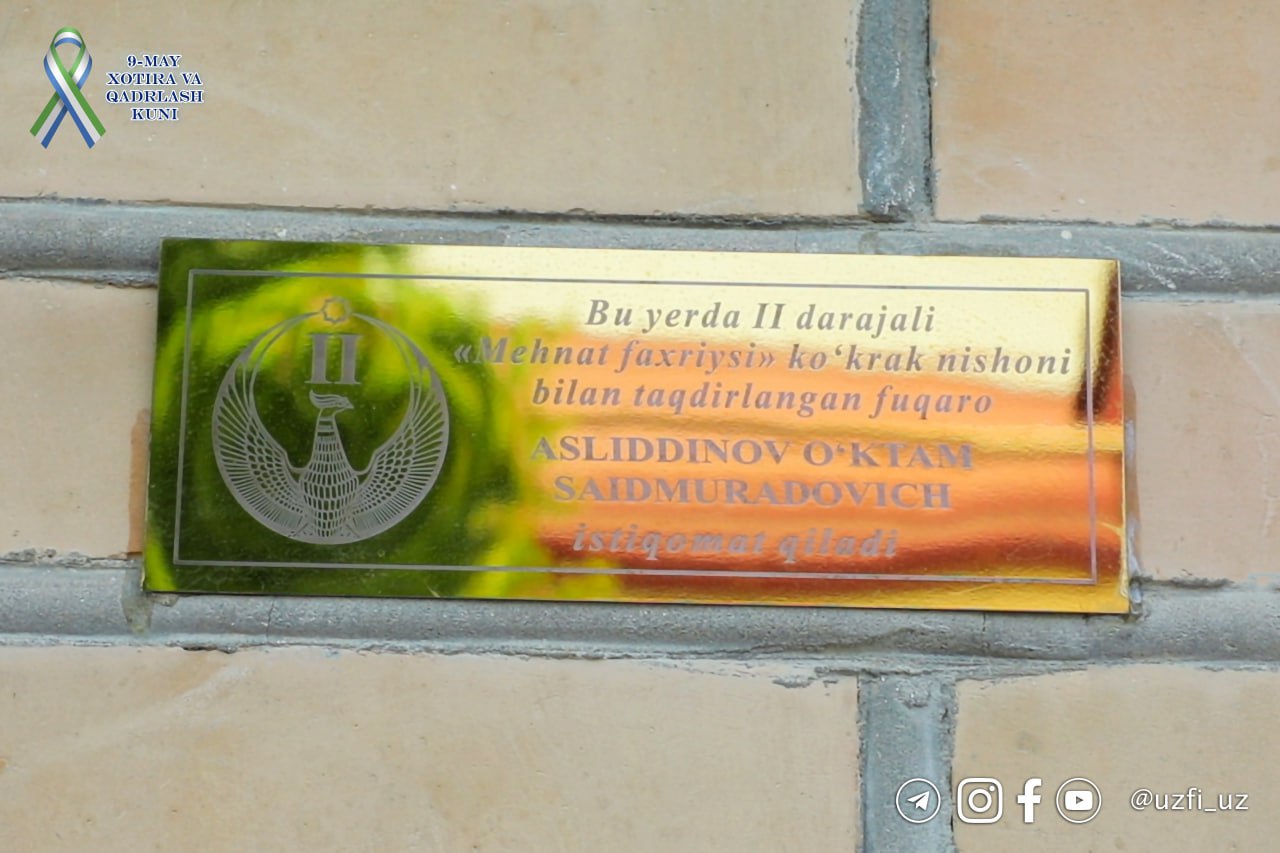 9-MAY
XOTIRA VA
QADRLASH
KUNI
II
Bu yerda II darajali
«Mehnat faxriysi» ko‘krak nishoni
bilan taqdirlangan fuqaro
ASLIDDINOV O‘KTAM
SAIDMURADOVICH
istiqomat qiladi
@uzfi_uz